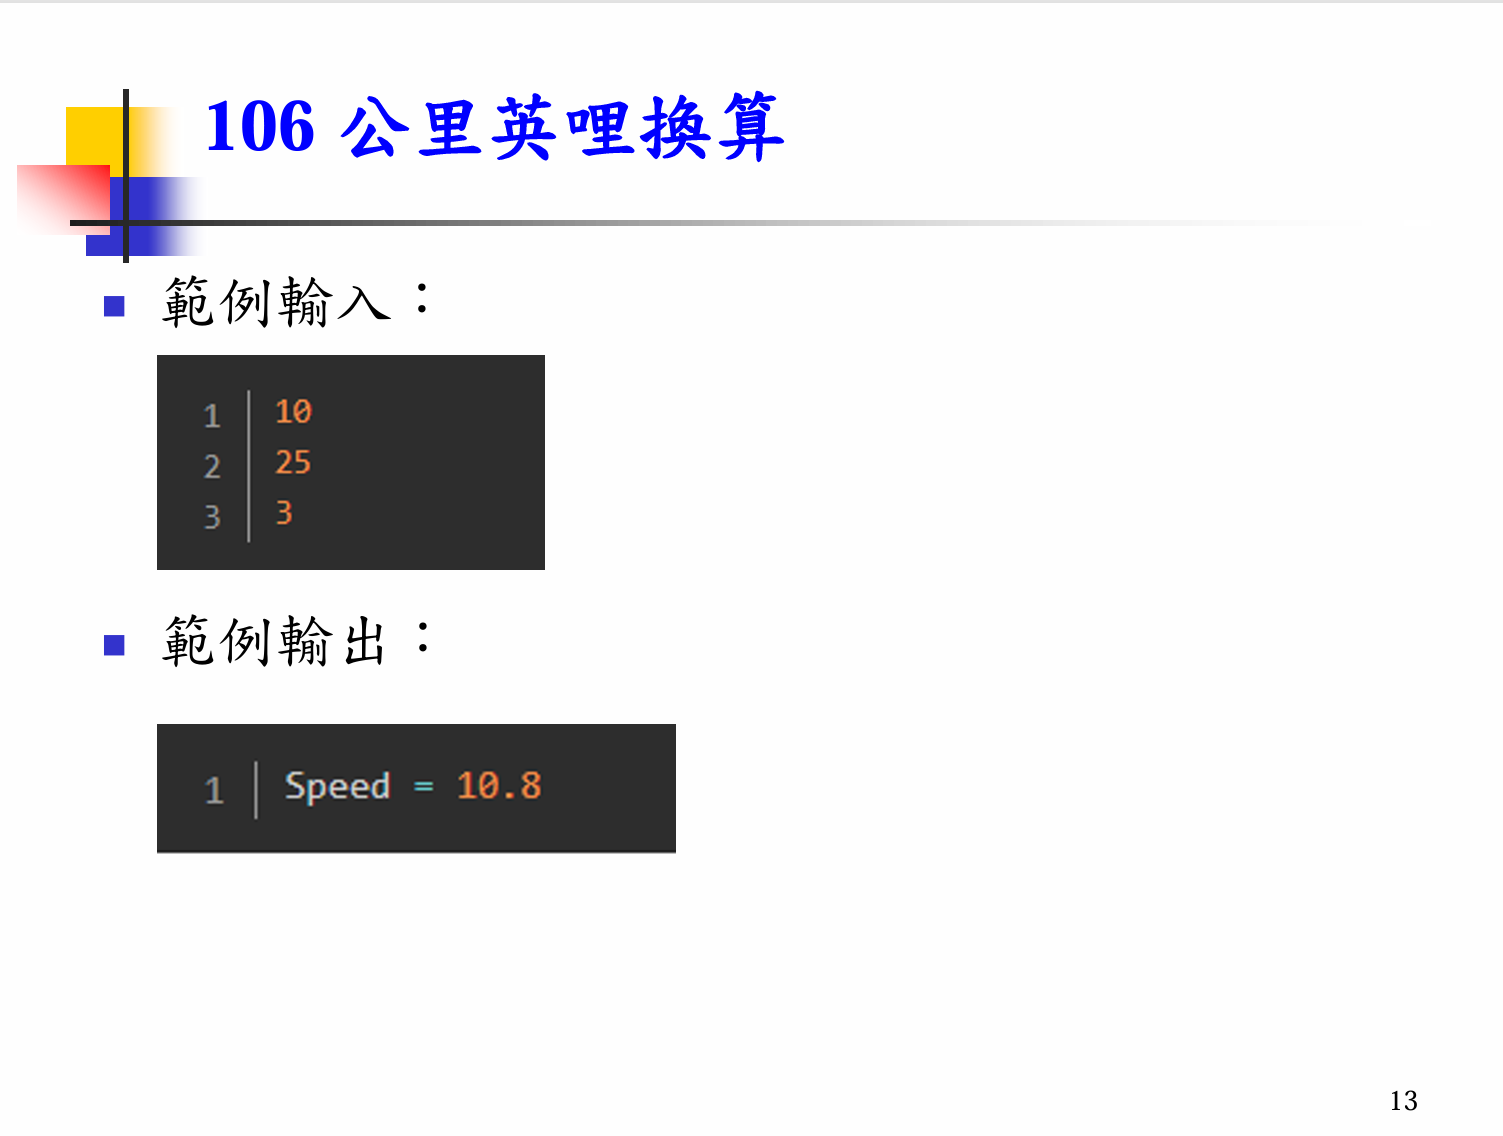 106 公里英哩換算
範例輸入：
1 10
2 25
3 3
範例輸出：
1 Speed = 10.8
13